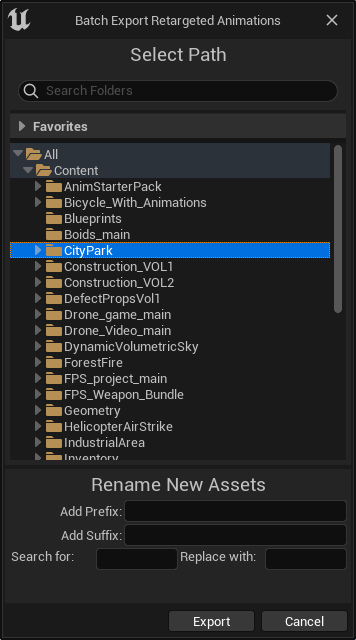 Batch Export Retargeted Animations
Select Path
Search Folders
Favorites
All
Content
AnimStarterPack
Bicycle_With_Animations
Blueprints
Boids_main
CityPark
Construction_VOL1
Construction_VOL2
DefectPropsVol1
Drone_game_main
Drone_Video_main
DynamicVolumetricSky
ForestFire
FPS_project_main
FPS_Weapon_Bundle
Geometry
HelicopterAirStrike
IndustrialArea
Inventory
Rename New Assets
Add Prefix:
Add Suffix:
Search for: Replace with:
Export Cancel